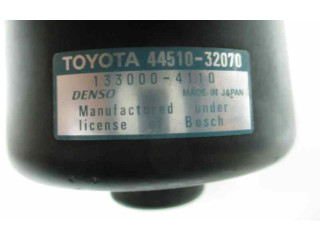 TOYOTA 44510-32070
133000-4110
DENSO MADE IN JAPAN
Manufactured under
license of Bosch